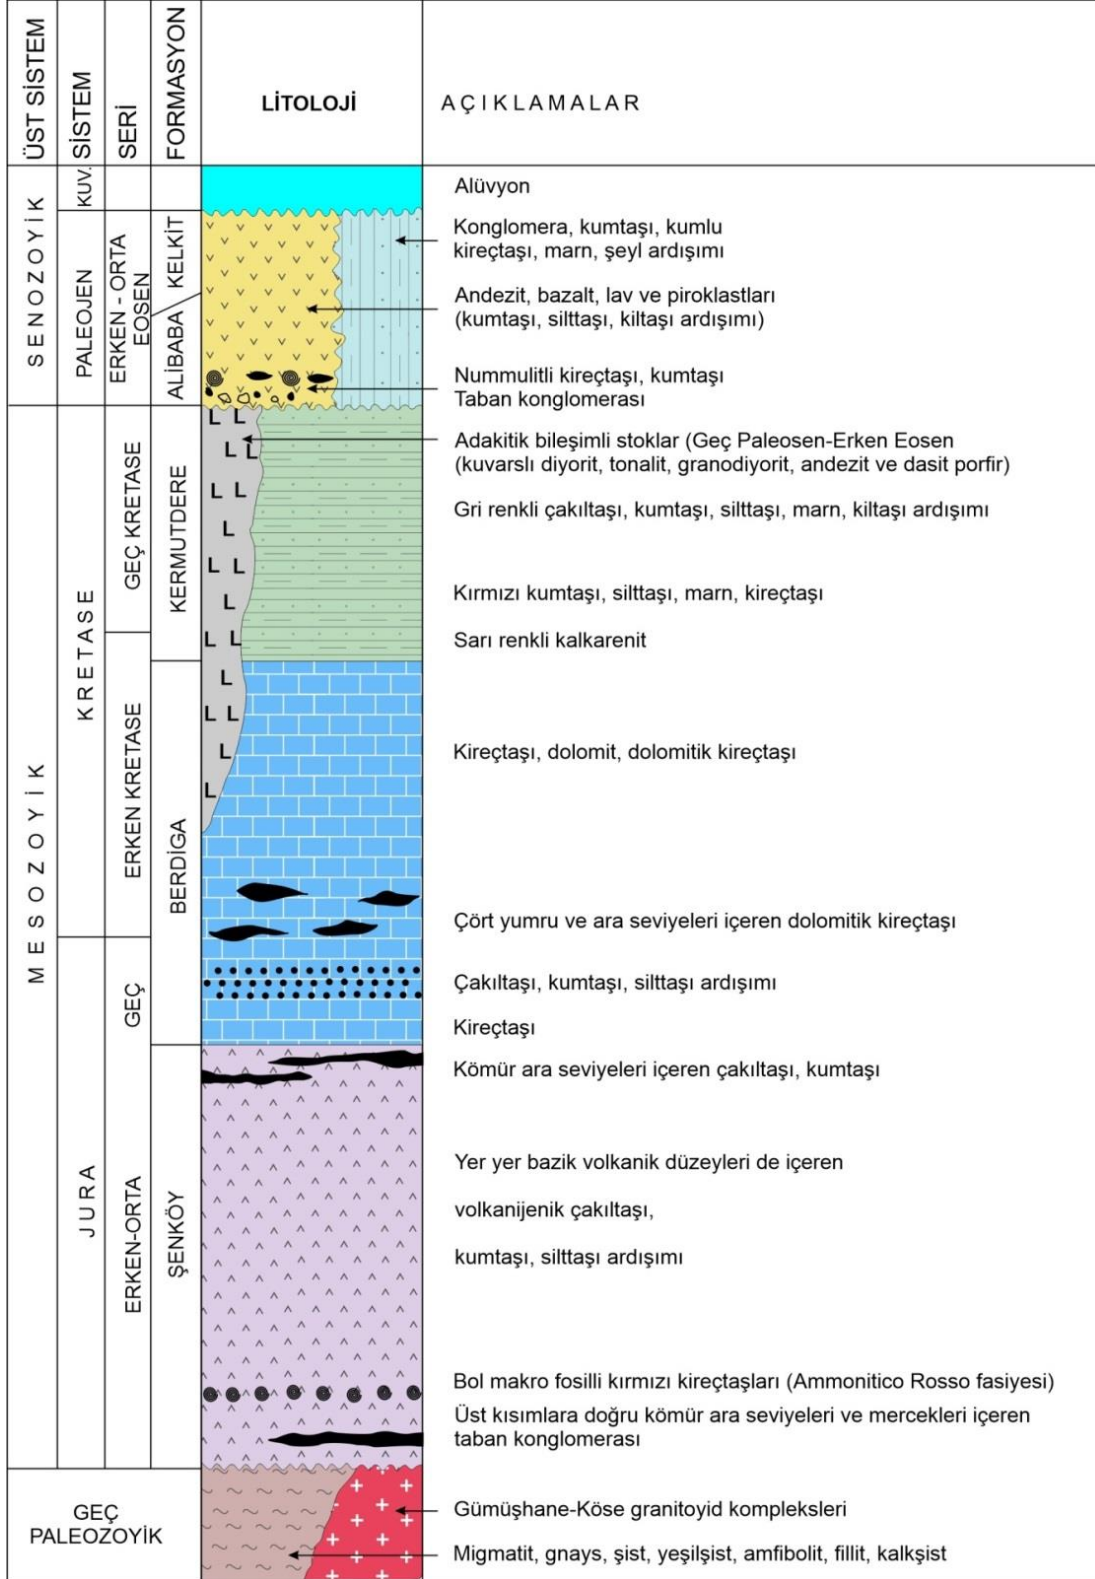 ÜST SİSTEM
SİSTEM
SERİ
FORMASYON
LİTOLOJİ
AÇIKLAMALAR
SENOZOYİK
KUV.
PALEOJEN
ERKEN - ORTA
EOSEN
ALİBABA KELKİT
Alüvyon
Konglomera, kumtaşı, kumlu
kireçtaşı, marn, şeyl ardışımı
Andezit, bazalt, lav ve piroklastları
(kumtaşı, silttaşı, kiltaşı ardışımı)
Nummulitli kireçtaşı, kumtaşı
Taban konglomerası
MESOZOYİK
KRETASE
GEÇ KRETASE
KERMUTDERE
L L
L L
L L
L
L L
L
L L
L
L L
L
L
Adakitik bileşimli stoklar (Geç Paleosen-Erken Eosen
(kuvarslı diyorit, tonalit, granodiyorit, andezit ve dasit porfir)
Gri renkli çakıltaşı, kumtaşı, silttaşı, marn, kiltaşı ardışımı
Kırmızı kumtaşı, silttaşı, marn, kireçtaşı
Sarı renkli kalkarenit
ERKEN KRETASE
BERDİGA
Kireçtaşı, dolomit, dolomitik kireçtaşı
Çört yumru ve ara seviyeleri içeren dolomitik kireçtaşı
JURA
GEÇ
Çakıltaşı, kumtaşı, silttaşı ardışımı
Kireçtaşı
ERKEN-ORTA
ŞENKÖY
Kömür ara seviyeleri içeren çakıltaşı, kumtaşı
Yer yer bazik volkanik düzeyleri de içeren
volkanijenik çakıltaşı,
kumtaşı, silttaşı ardışımı
Bol makro fosilli kırmızı kireçtaşları (Ammonitico Rosso fasiyesi)
Üst kısımlara doğru kömür ara seviyeleri ve mercekleri içeren
taban konglomerası
GEÇ
PALEOZOYİK
Gümüşhane-Köse granitoyid kompleksleri
Migmatit, gnays, şist, yeşilşist, amfibolit, fillit, kalkşist